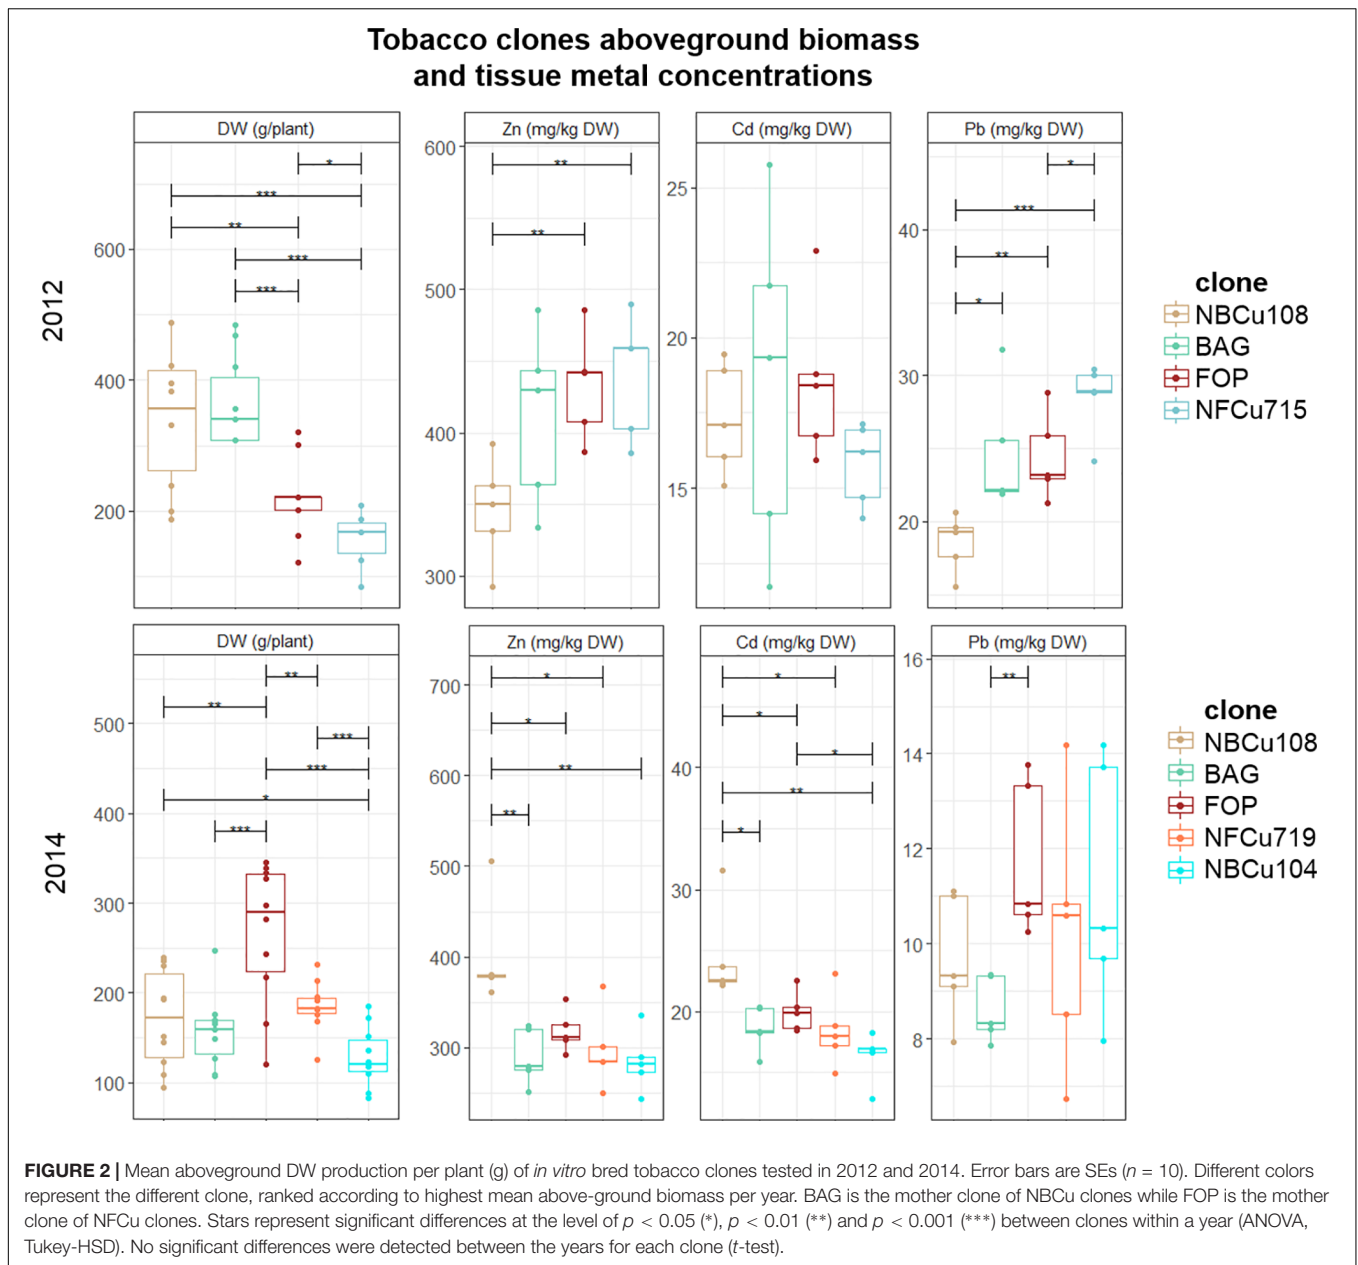 Tobacco clones aboveground biomass
and tissue metal concentrations
2012
DW (g/plant)
600
400
200
*
***
**
***
***
Zn (mg/kg DW)
600
500
400
300
**
**
Cd (mg/kg DW)
25
20
15
Pb (mg/kg DW)
40
30
20
*
***
**
*
clone
NBCu108
BAG
FOP
NFCu715
2014
DW (g/plant)
500
400
300
200
100
**
**
***
***
*
***
Zn (mg/kg DW)
700
600
500
400
300
*
*
**
**
Cd (mg/kg DW)
40
30
20
*
*
*
**
*
Pb (mg/kg DW)
16
14
12
10
8
**
clone
NBCu108
BAG
FOP
NFCu719
NBCu104
FIGURE 2 | Mean aboveground DW production per plant (g) of in vitro bred tobacco clones tested in 2012 and 2014. Error bars are SEs (n = 10). Different colors
represent the different clone, ranked according to highest mean above-ground biomass per year. BAG is the mother clone of NBCu clones while FOP is the mother
clone of NFCu clones. Stars represent significant differences at the level of p < 0.05 (*), p < 0.01 (**) and p < 0.001 (***) between clones within a year (ANOVA,
Tukey-HSD). No significant differences were detected between the years for each clone (t-test).